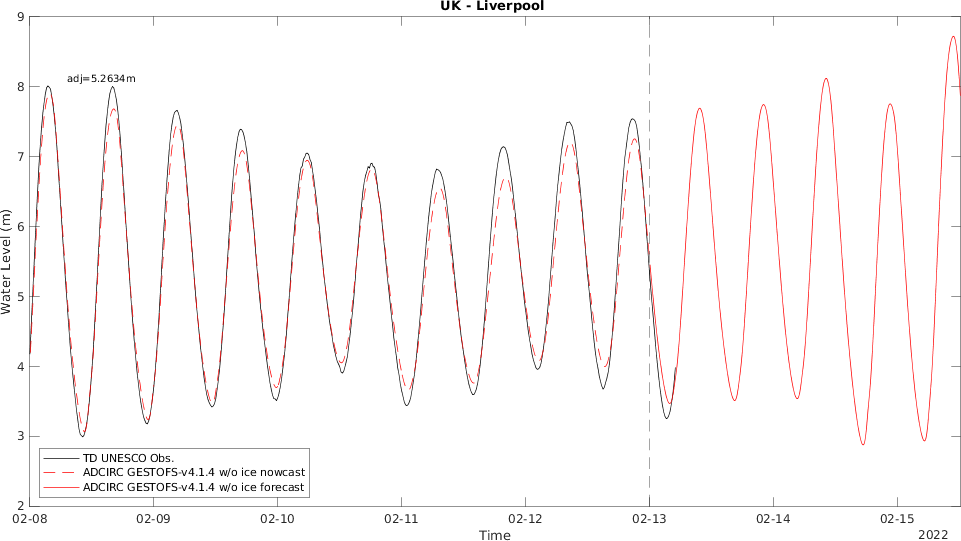 UK - Liverpool
9
8
7
6
5
4
3
2
Water Level (m)
adj=5.2634m
TD UNESCO Obs.
ADCIRC GESTOFS-v4.1.4 w/o ice nowcast
ADCIRC GESTOFS-v4.1.4 w/o ice forecast
02-08 02-09 02-10 02-11 02-12 02-13 02-14 02-15
Time
2022